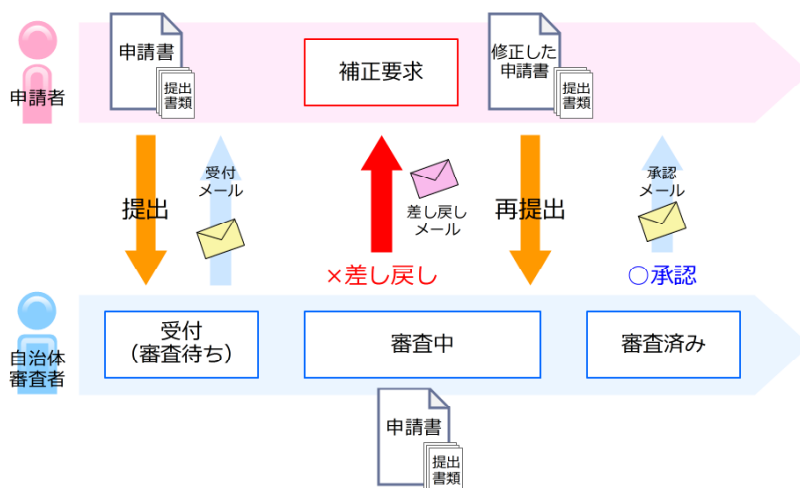 申請者
申請書
提出
書類
補正要求
修正した
申請書
提出
書類
提出
受付
メール
差し戻し
メール
再提出
承認
メール
×差し戻し
○承認
自治体
審査者
受付
（審査待ち）
審査中
審査済み
申請書
提出
書類